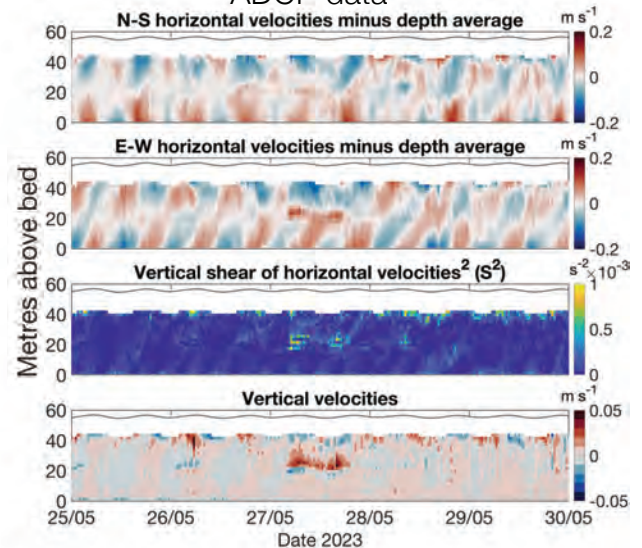 ADCP data
N-S horizontal velocities minus depth average
m s-1
60
40
20
0
0.2
0
-0.2
E-W horizontal velocities minus depth average
m s-1
60
40
20
0
0.2
0
-0.2
Metres above bed
Vertical shear of horizontal velocities² (S²)
s-2×10-3
60
40
20
0
1
0.5
0
Vertical velocities
m s-1
60
40
20
0
0.05
0
-0.05
25/05 26/05 27/05 28/05 29/05 30/05
Date 2023